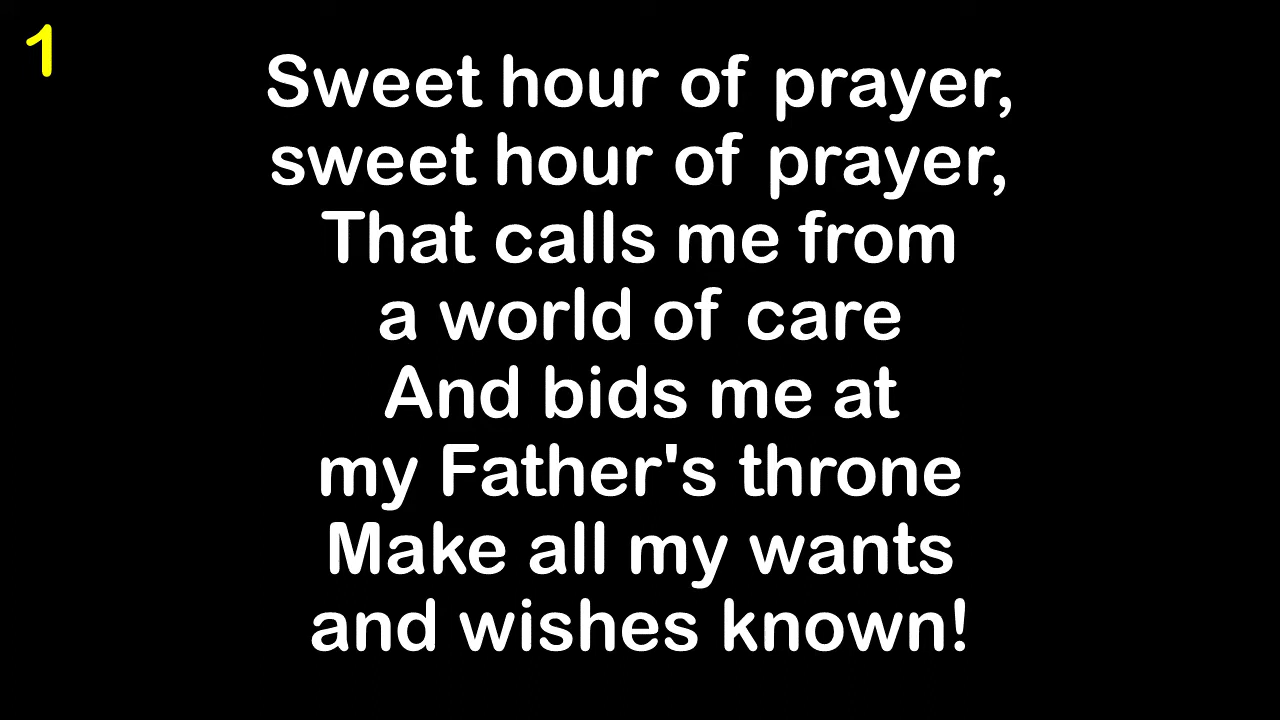 1
Sweet hour of prayer,
sweet hour of prayer,
That calls me from
a world of care
And bids me at
my Father's throne
Make all my wants
and wishes known!